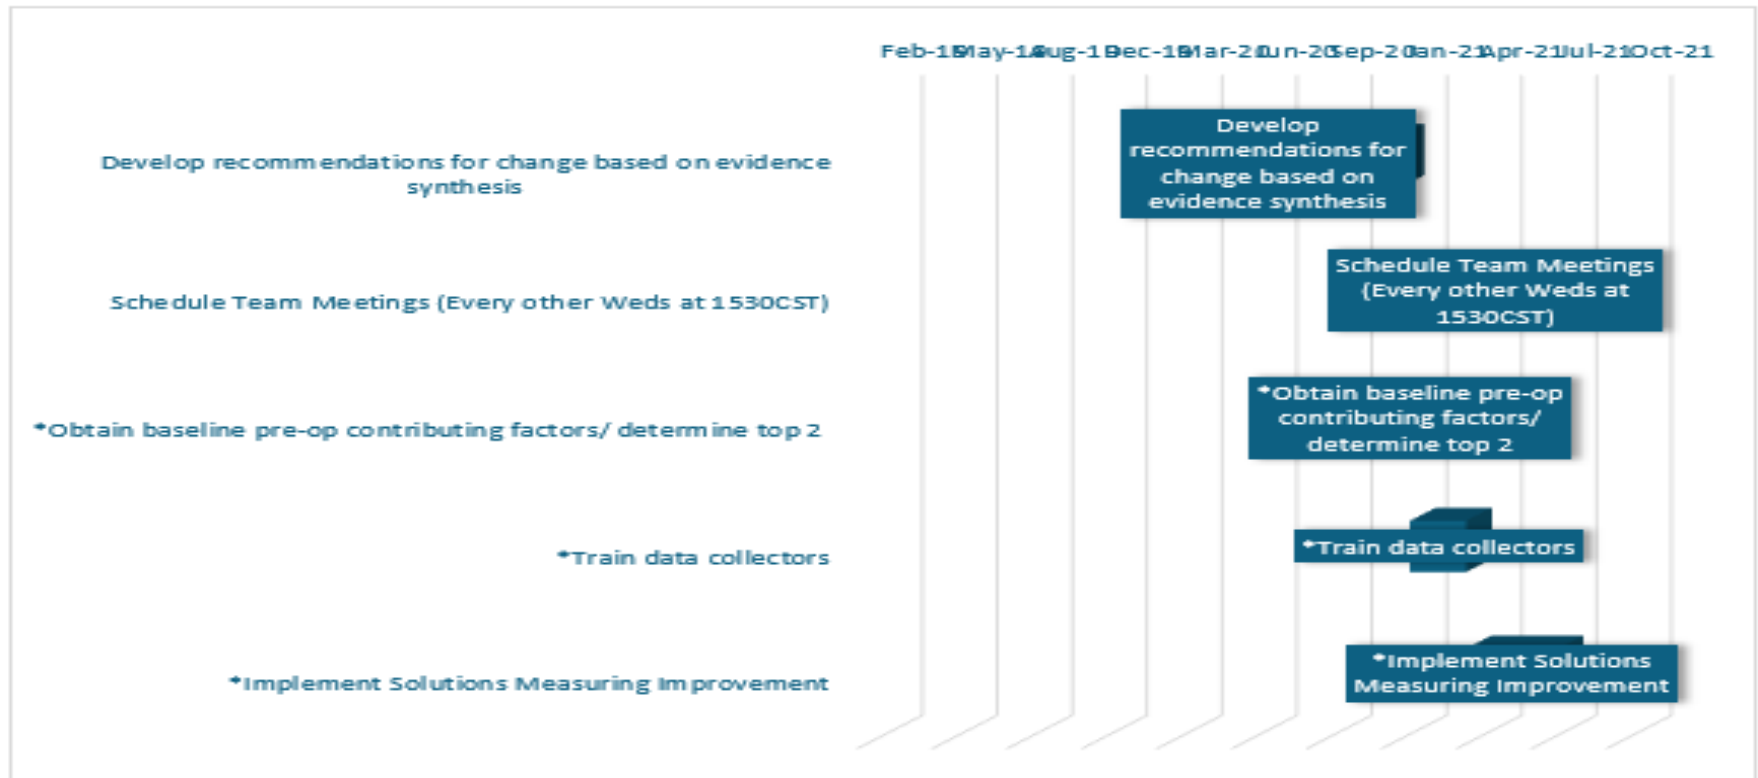 Feb-19 May-19 Aug-19 Dec-19 Mar-20 Jun-20 Sep-20 Jan-21 Apr-21 Jul-21 Oct-21
Develop recommendations for change based on evidence
synthesis
Develop
recommendations for
change based on
evidence synthesis
Schedule Team Meetings (Every other Weds at 1530CST)
Schedule Team Meetings
(Every other Weds at
1530CST)
*Obtain baseline pre-op contributing factors/ determine top 2
*Obtain baseline pre-op
contributing factors/
determine top 2
*Train data collectors
*Train data collectors
*Implement Solutions Measuring Improvement
*Implement Solutions
Measuring Improvement